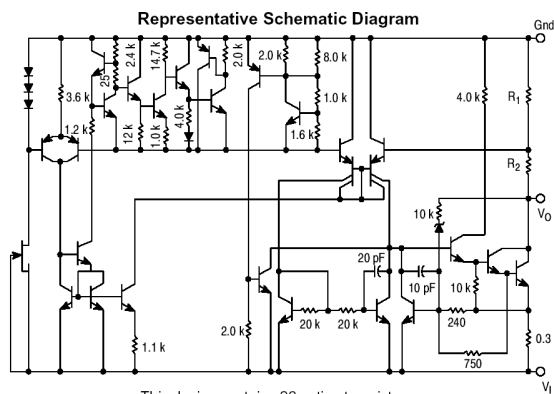 Representative Schematic Diagram
Gnd
2.4 k
14.7 k
2.0 k
2.0 k
8.0 k
25
3.6 k
4.0 k
R1
1.0 k
1.2 k
12 k
1.0 k
4.0 k
1.6 k
R2
10 k
VO
20 pF
10 pF
10 k
20 k
20 k
240
2.0 k
0.3
1.1 k
750
VI